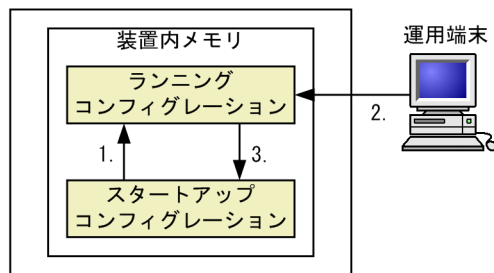 装置内メモリ
運用端末
ランニング
コンフィグレーション
2.
1.
3.
スタートアップ
コンフィグレーション